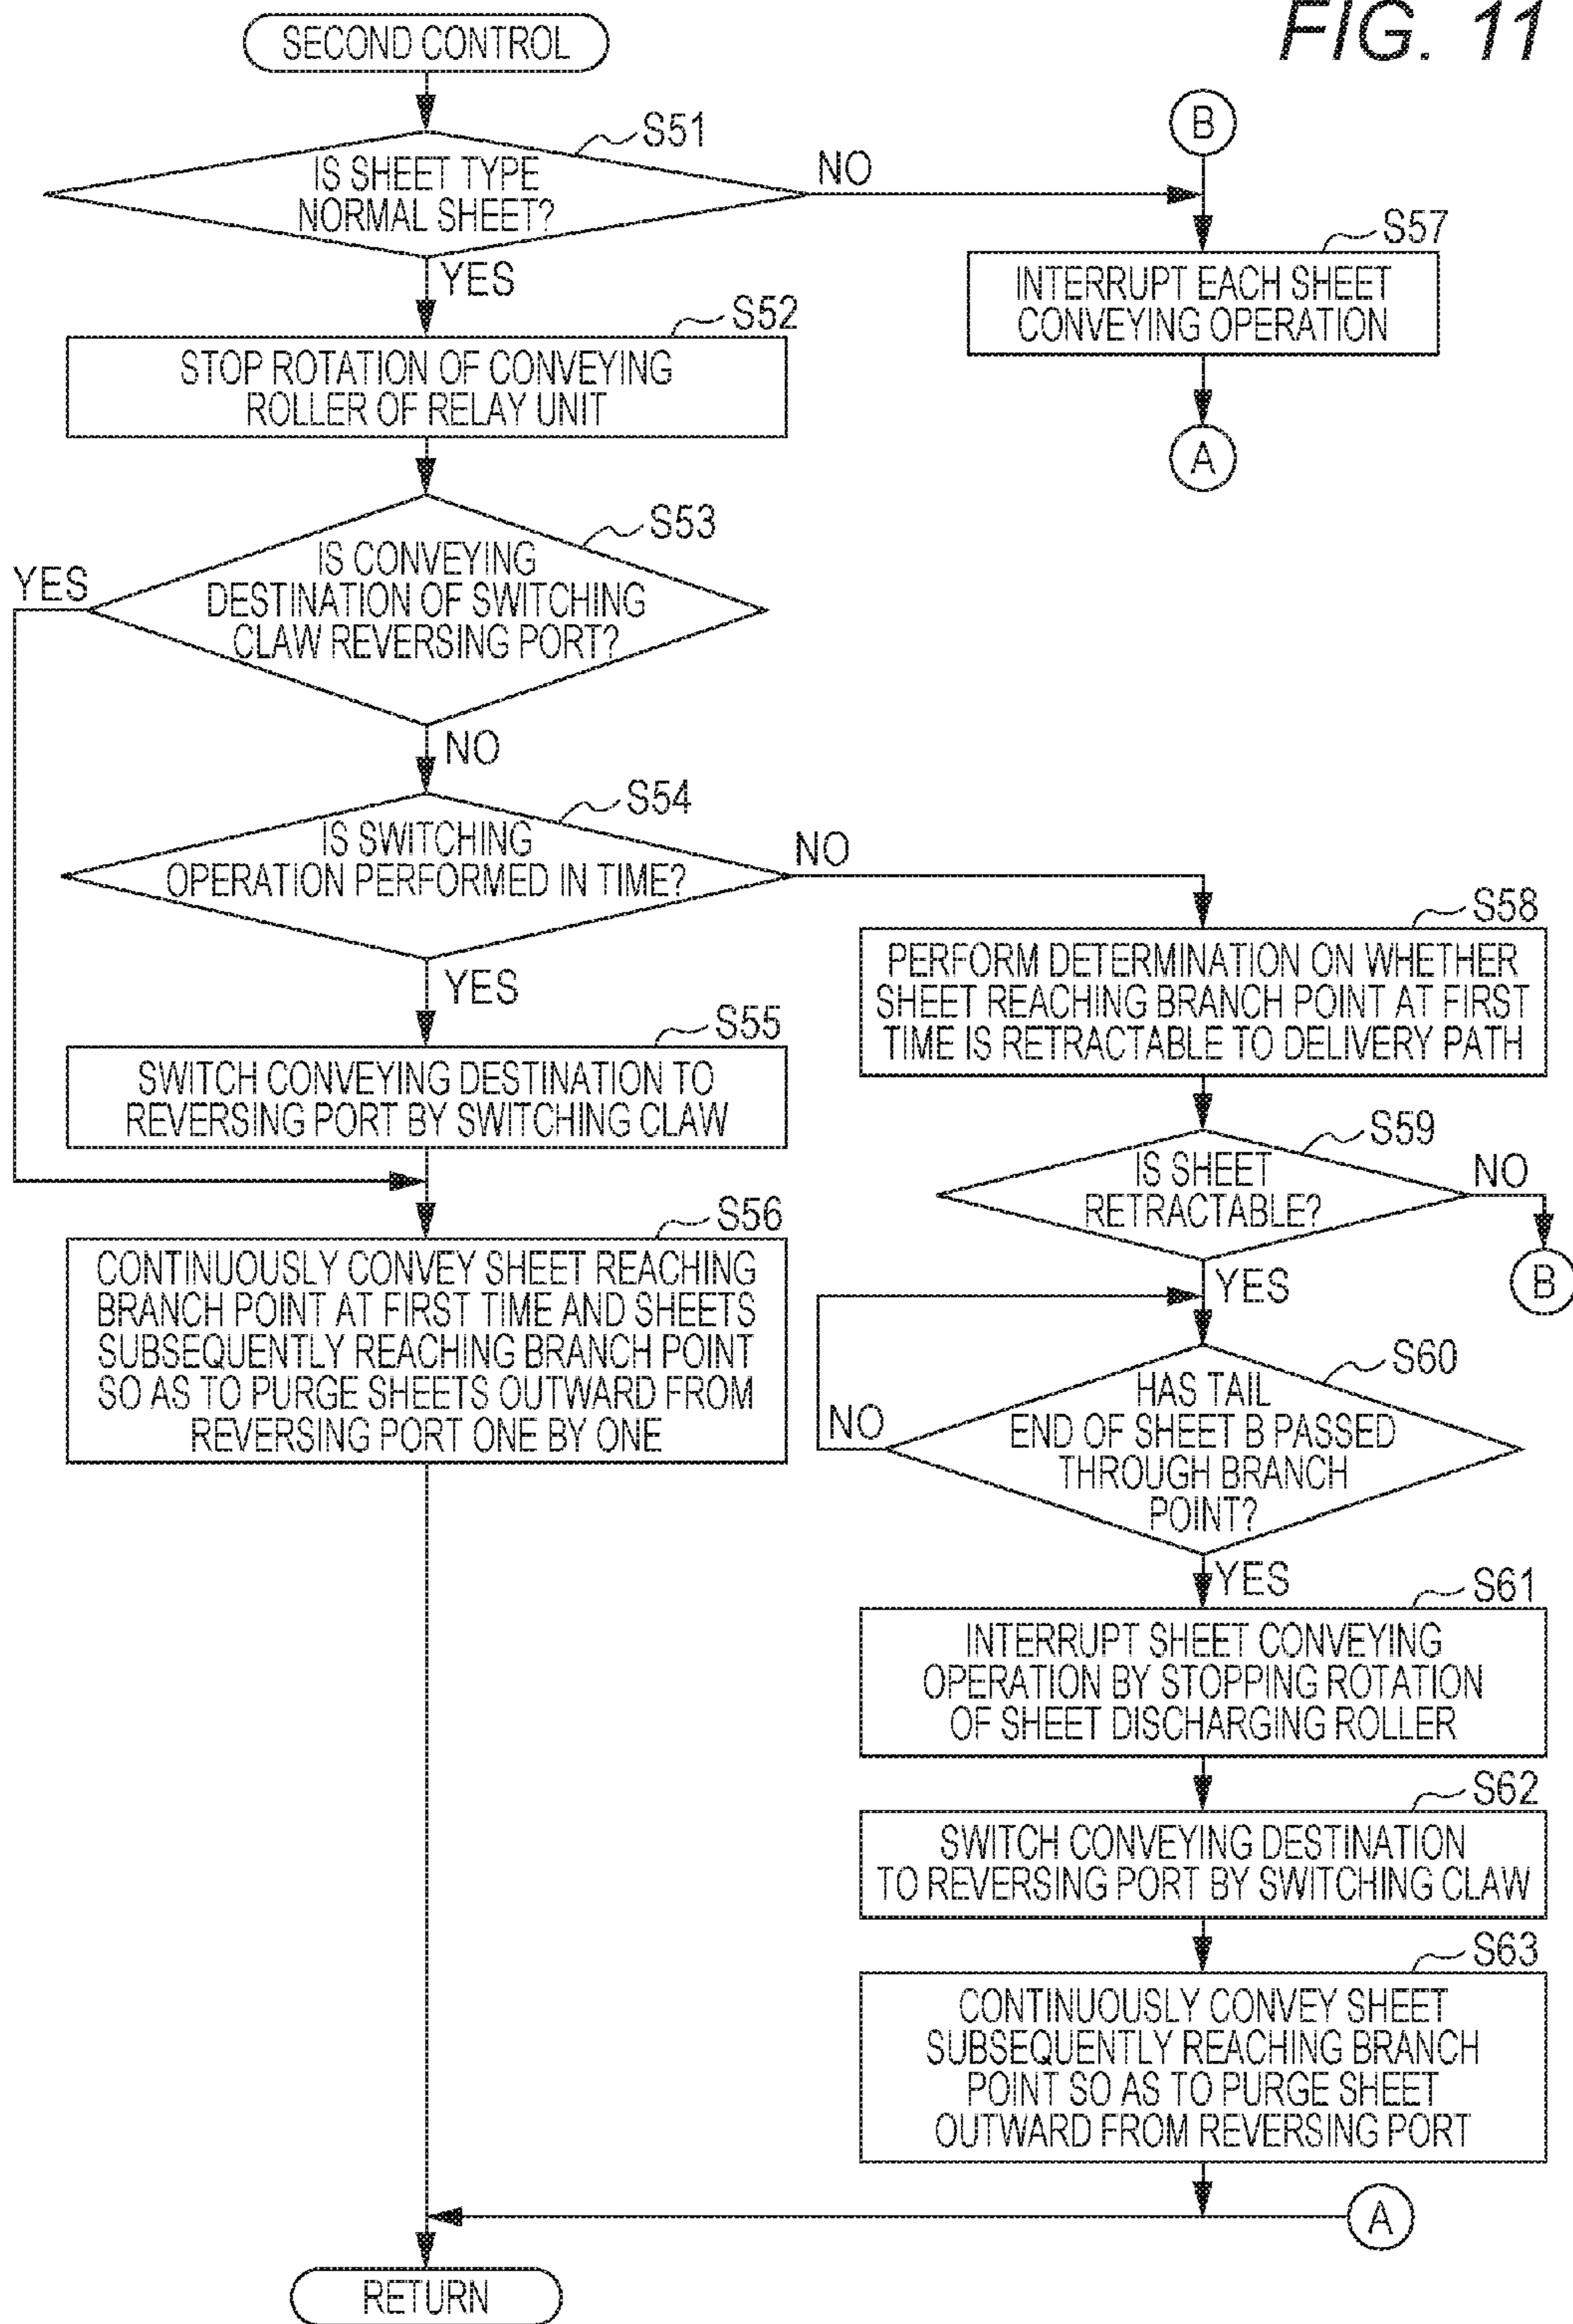 FIG. 11
SECOND CONTROL
S51
IS SHEET TYPE
NORMAL SHEET?
NO
YES
B
S57
INTERRUPT EACH SHEET
CONVEYING OPERATION
A
S52
STOP ROTATION OF CONVEYING
ROLLER OF RELAY UNIT
S53
IS CONVEYING
DESTINATION OF SWITCHING
CLAW REVERSING PORT?
YES
NO
S54
IS SWITCHING
OPERATION PERFORMED IN TIME?
NO
YES
S55
SWITCH CONVEYING DESTINATION TO
REVERSING PORT BY SWITCHING CLAW
S56
CONTINUOUSLY CONVEY SHEET REACHING
BRANCH POINT AT FIRST TIME AND SHEETS
SUBSEQUENTLY REACHING BRANCH POINT
SO AS TO PURGE SHEETS OUTWARD FROM
REVERSING PORT ONE BY ONE
S58
PERFORM DETERMINATION ON WHETHER
SHEET REACHING BRANCH POINT AT FIRST
TIME IS RETRACTABLE TO DELIVERY PATH
S59
IS SHEET
RETRACTABLE?
NO
B
YES
S60
HAS TAIL
END OF SHEET B PASSED
THROUGH BRANCH
POINT?
NO
YES
S61
INTERRUPT SHEET CONVEYING
OPERATION BY STOPPING ROTATION
OF SHEET DISCHARGING ROLLER
S62
SWITCH CONVEYING DESTINATION
TO REVERSING PORT BY SWITCHING CLAW
S63
CONTINUOUSLY CONVEY SHEET
SUBSEQUENTLY REACHING BRANCH
POINT SO AS TO PURGE SHEET
OUTWARD FROM REVERSING PORT
A
RETURN